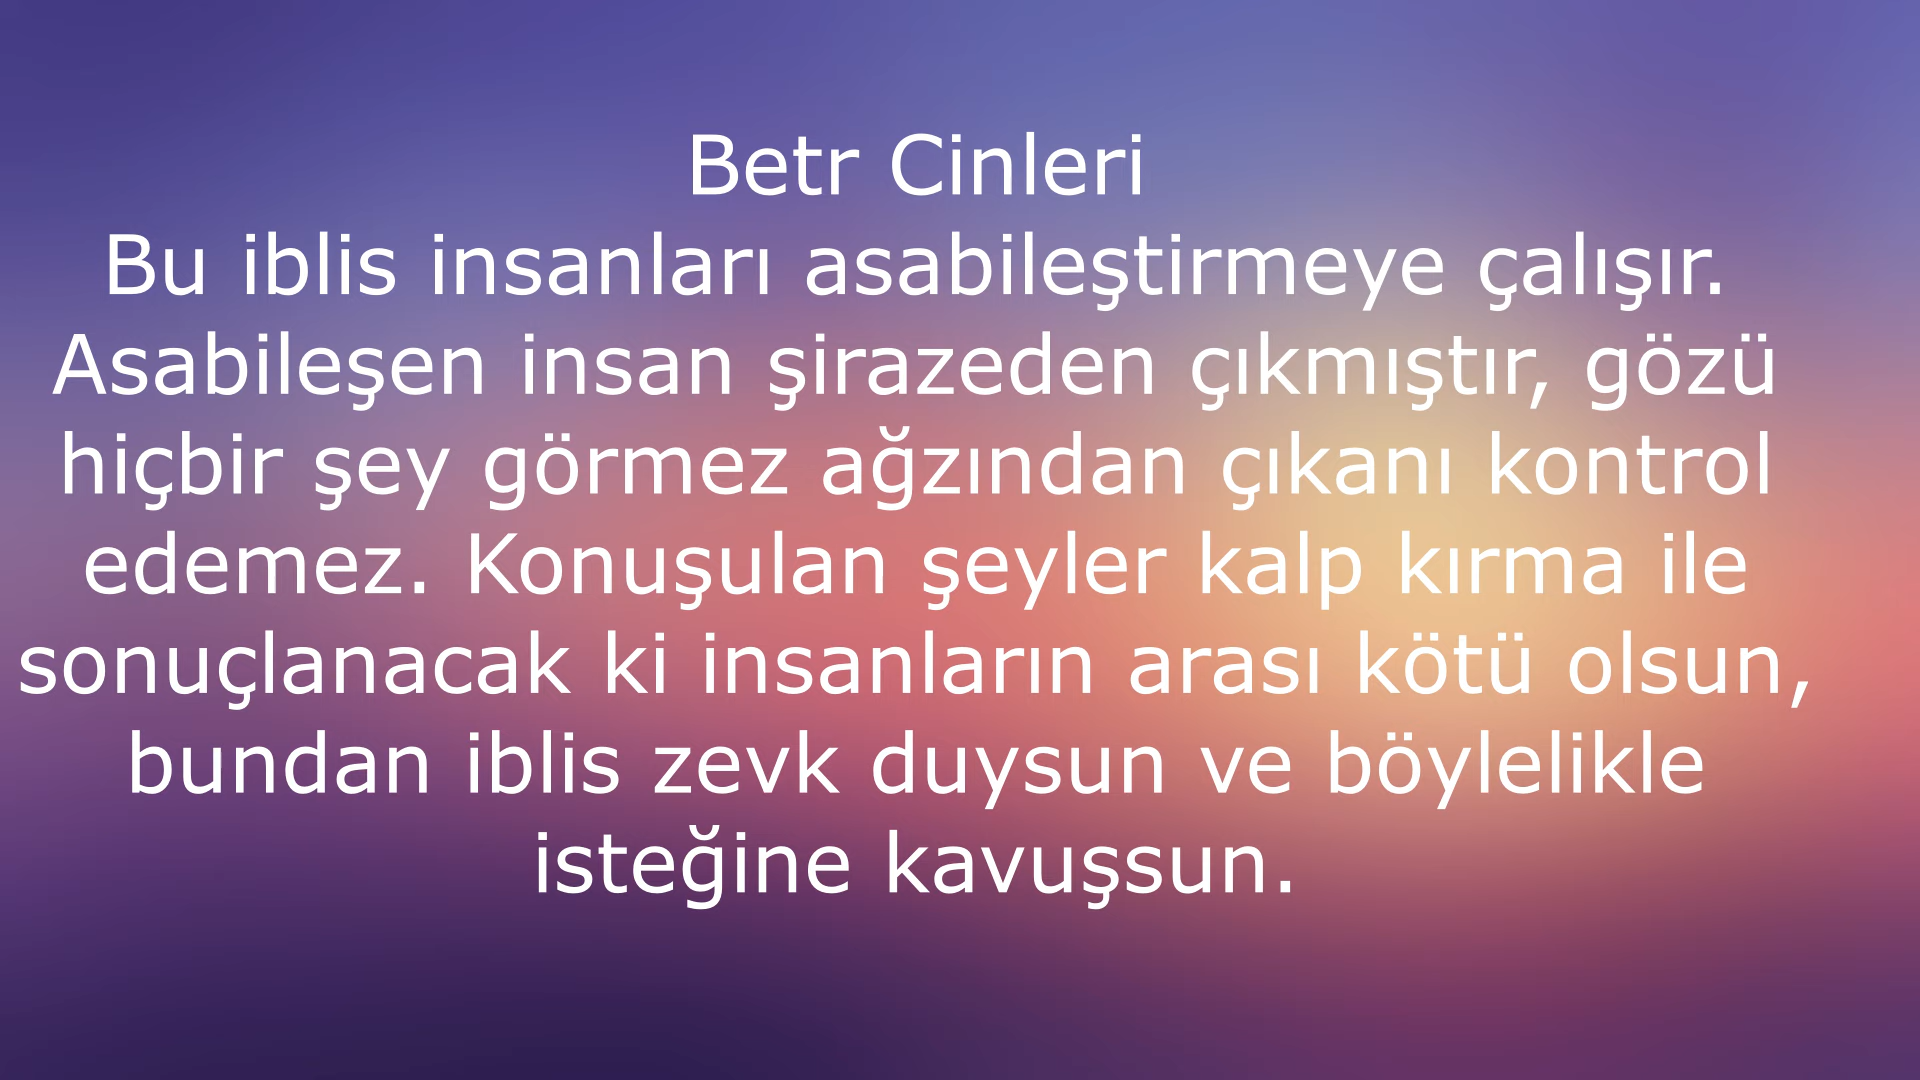 Betr Cinleri
Bu iblis insanları asabileştirmeye çalışır.
Asabileşen insan şirazeden çıkmıştır, gözü
hiçbir şey görmez ağzından çıkanı kontrol
edemez. Konuşulan şeyler kalp kırma ile
sonuçlanacak ki insanların arası kötü olsun,
bundan iblis zevk duysun ve böylelikle
isteğine kavuşsun.